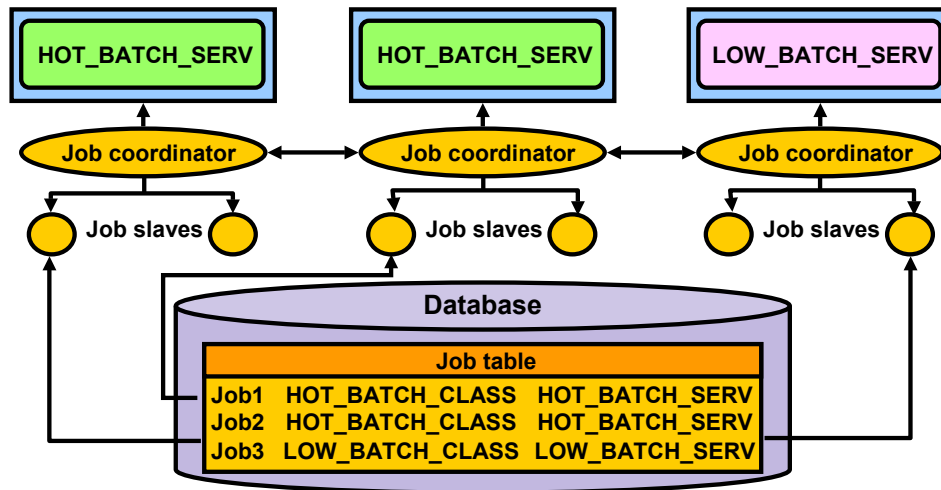 HOT_BATCH_SERV HOT_BATCH_SERV LOW_BATCH_SERV
Job coordinator Job coordinator Job coordinator
Job slaves Job slaves Job slaves
Database
Job table
Job1 HOT_BATCH_CLASS HOT_BATCH_SERV
Job2 HOT_BATCH_CLASS HOT_BATCH_SERV
Job3 LOW_BATCH_CLASS LOW_BATCH_SERV